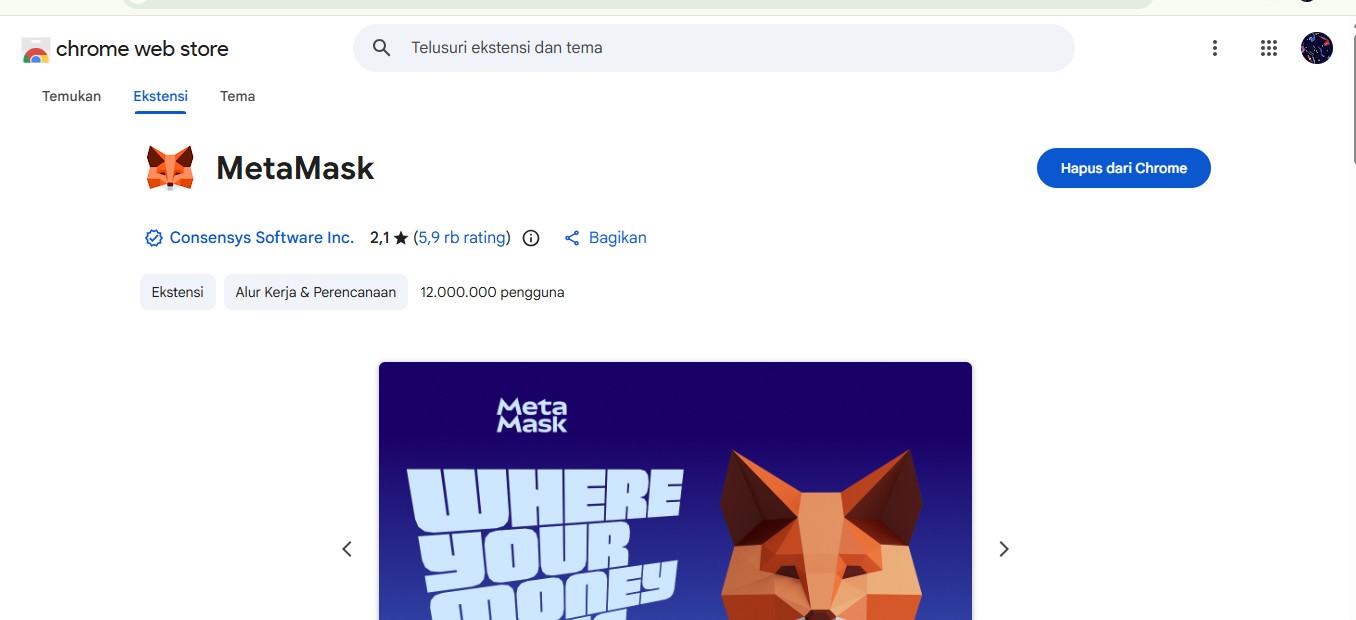 chrome web store
Telusuri ekstensi dan tema
Temukan
Ekstensi
Tema
MetaMask
Hapus dari Chrome
Consensys Software Inc. 2,1 ★ (5,9 rb rating) Bagikan
Ekstensi
Alur Kerja & Perencanaan
12.000.000 pengguna
Meta
Mask
WHERE
YOUR
MONEY